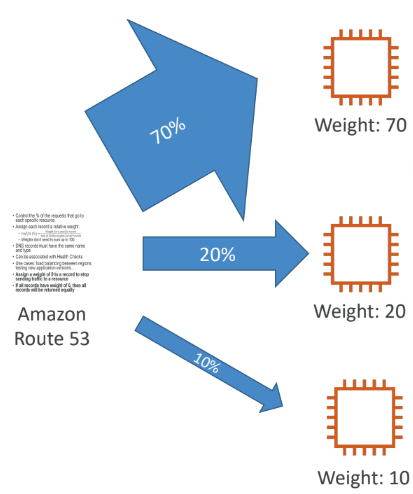 70%
Weight: 70
• Control the % of the requests that go to
each specific resource
• Assign each record a relative weight:
• Weights don't need to sum up to 100
• DNS records must have the same name
and type
• Can be associated with Health Checks
• Use cases: load balancing between regions,
testing new application versions…
• Assign a weight of 0 to a record to stop
sending traffic to a resource
• If all records have weight of 0, then all
records will be returned equally
20%
Weight: 20
Amazon
Route 53
10%
Weight: 10